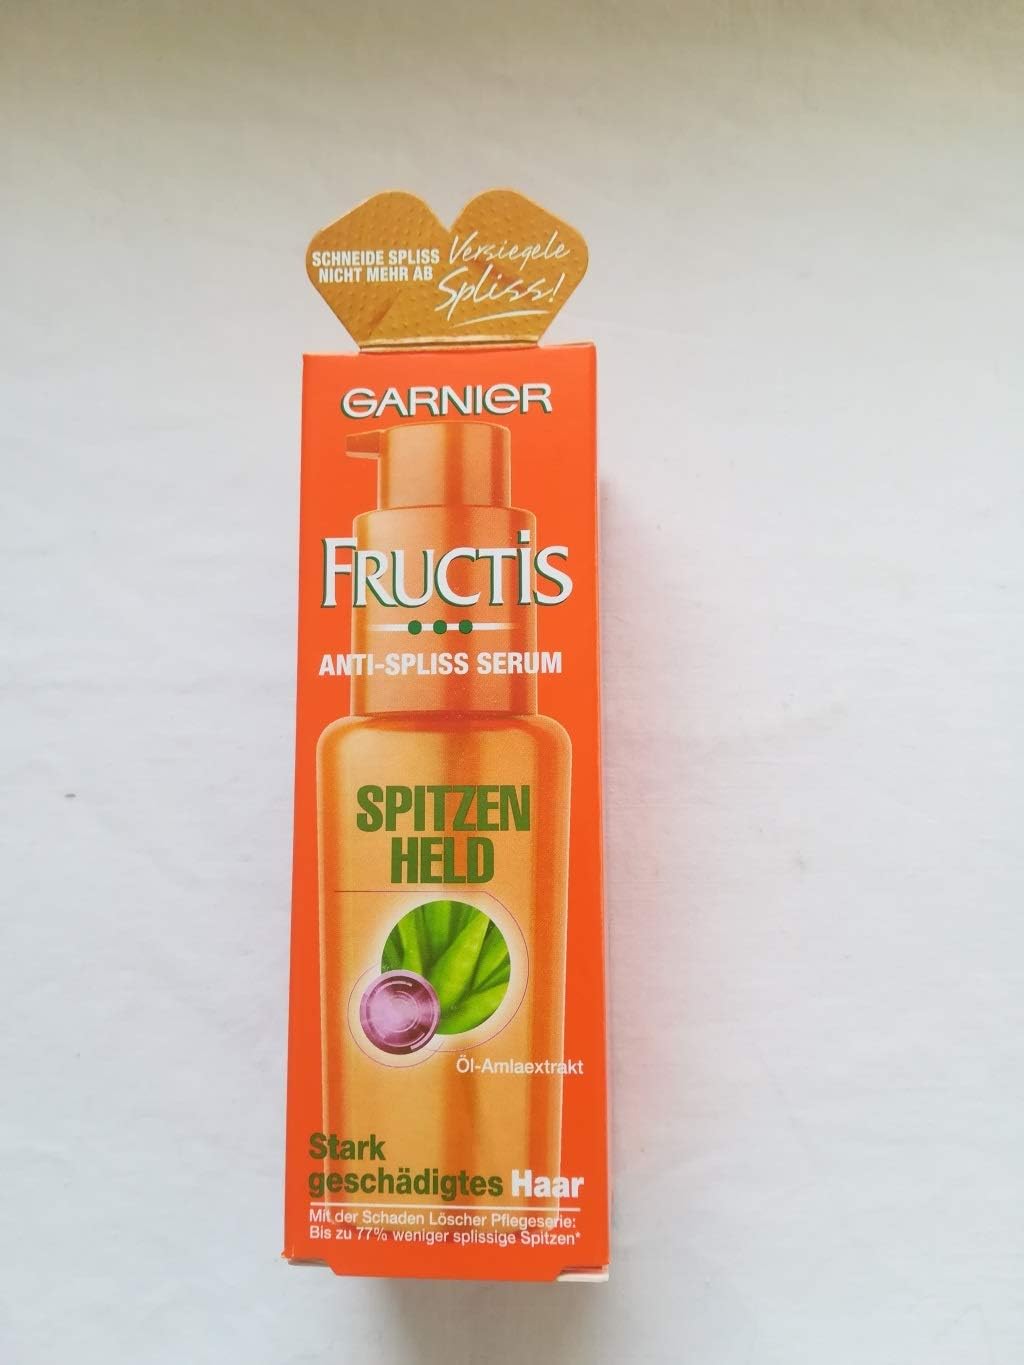 SCHNEIDE SPLISS
NICHT MEHR AB
Versiegele
Spliss!
GARNIER
FRUCTIS
ANTI-SPLISS SERUM
SPITZEN
HELD
Öl-Amlaextrakt
Stark
geschädigtes Haar
Mit der Schaden Löscher Pflegeserie:
Bis zu 77% weniger splissige Spitzen*